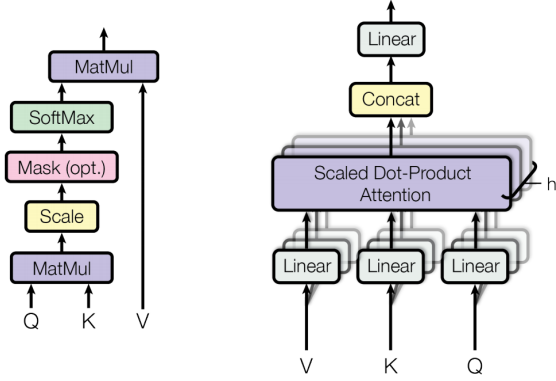 MatMul
SoftMax
Mask (opt.)
Scale
MatMul
Q K V
Linear
Concat
Scaled Dot-Product
Attention
h
Linear Linear Linear
V K Q